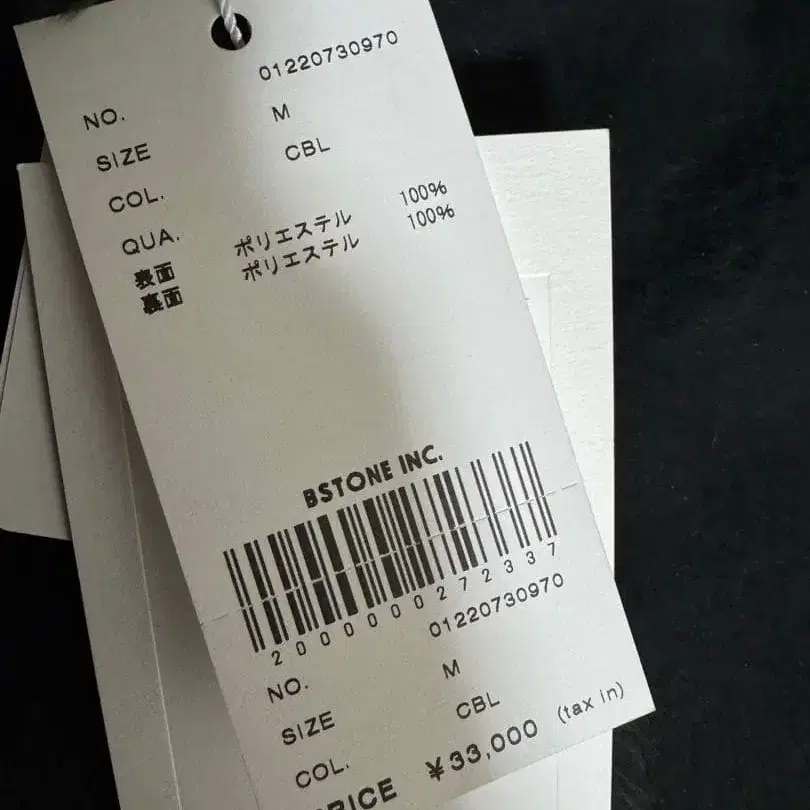 NO. 01220730970
SIZE M
COL. CBL
QUA.
表面 ポリエステル 100%
裏面 ポリエステル 100%
BSTONE INC.
2000000272337
NO. 01220730970
SIZE M
COL. CBL
PRICE ¥33,000 (tax in)